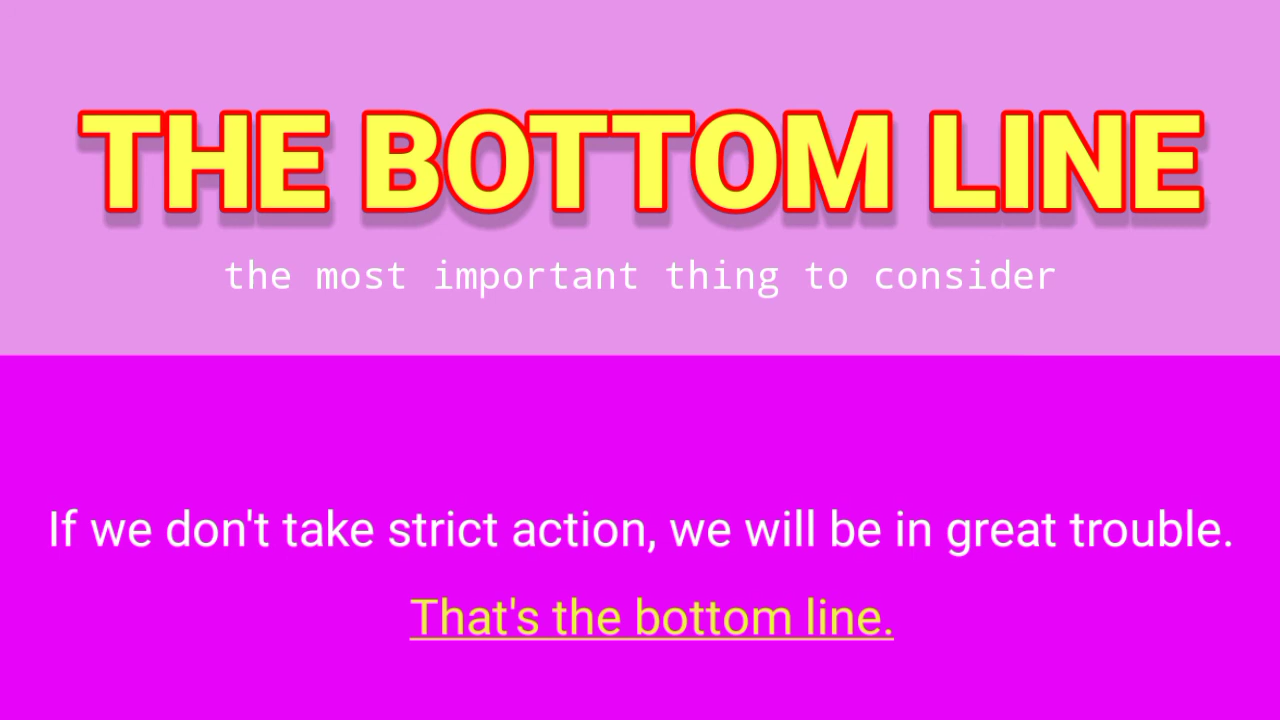 THE BOTTOM LINE
the most important thing to consider
If we don't take strict action, we will be in great trouble.
That's the bottom line.